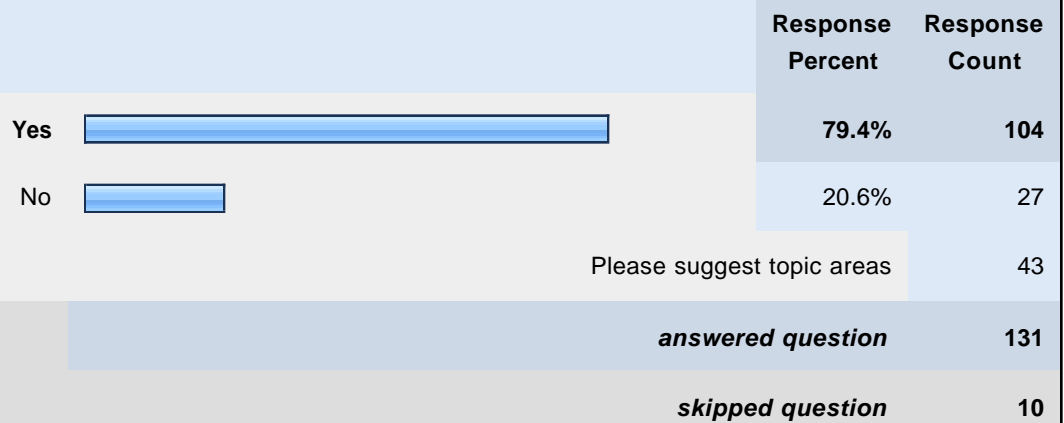 Response Response
Percent Count
Yes 79.4% 104
No 20.6% 27
Please suggest topic areas 43
answered question 131
skipped question 10